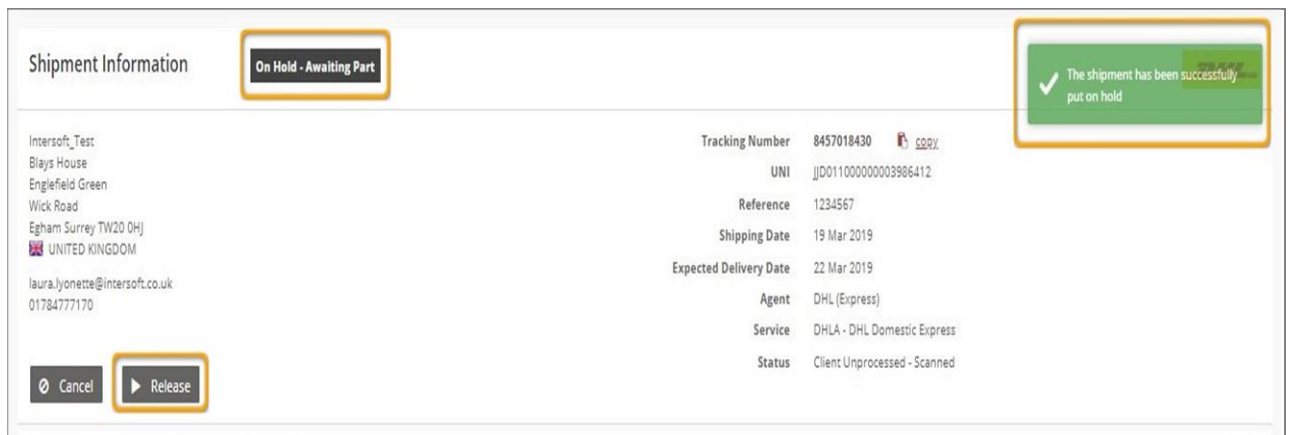 Shipment Information
On Hold - Awaiting Part
The shipment has been successfully
put on hold
Intersoft_Test
Blays House
Englefield Green
Wick Road
Egham Surrey TW20 0HJ
UNITED KINGDOM
laura.lyonette@intersoft.co.uk
01784777170
Tracking Number 8457018430 copy
UNI JJD011000000003986412
Reference 1234567
Shipping Date 19 Mar 2019
Expected Delivery Date 22 Mar 2019
Agent DHL (Express)
Service DHLA - DHL Domestic Express
Status Client Unprocessed - Scanned
Cancel
Release